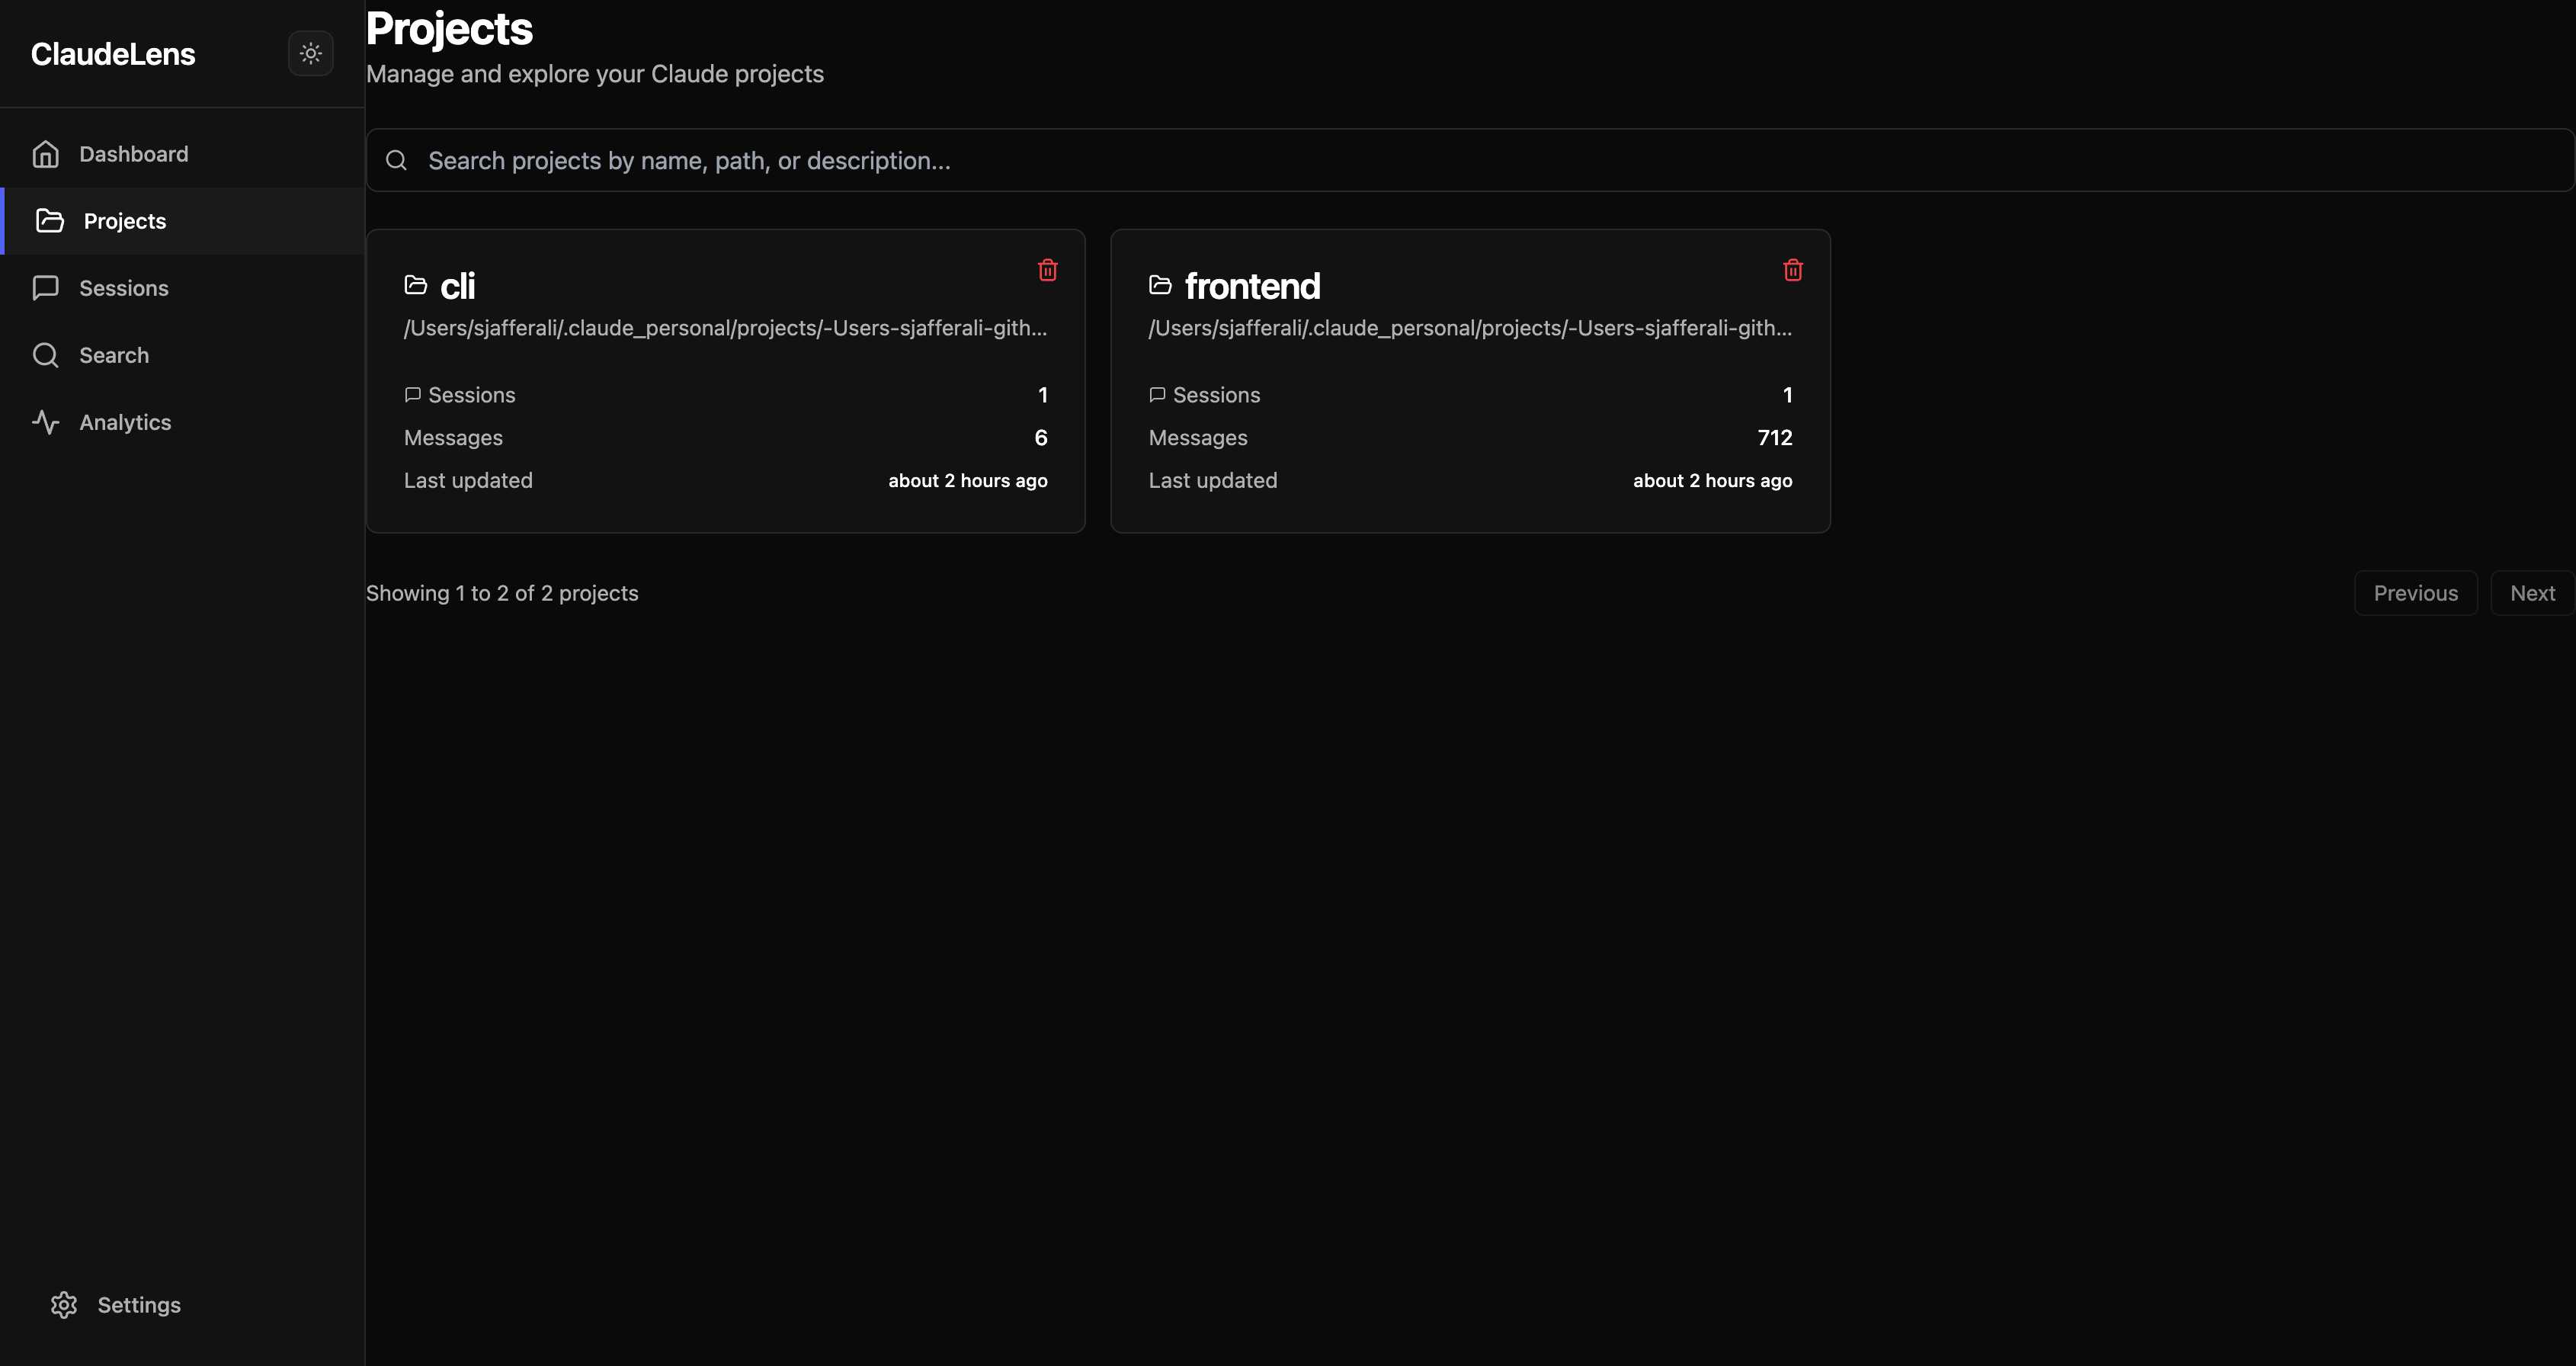 ClaudeLens
Dashboard
Projects
Sessions
Search
Analytics
Settings
Projects
Manage and explore your Claude projects
Search projects by name, path, or description...
cli
/Users/sjafferali/.claude_personal/projects/-Users-sjafferali-gith...
Sessions 1
Messages 6
Last updated about 2 hours ago
frontend
/Users/sjafferali/.claude_personal/projects/-Users-sjafferali-gith...
Sessions 1
Messages 712
Last updated about 2 hours ago
Showing 1 to 2 of 2 projects
Previous Next